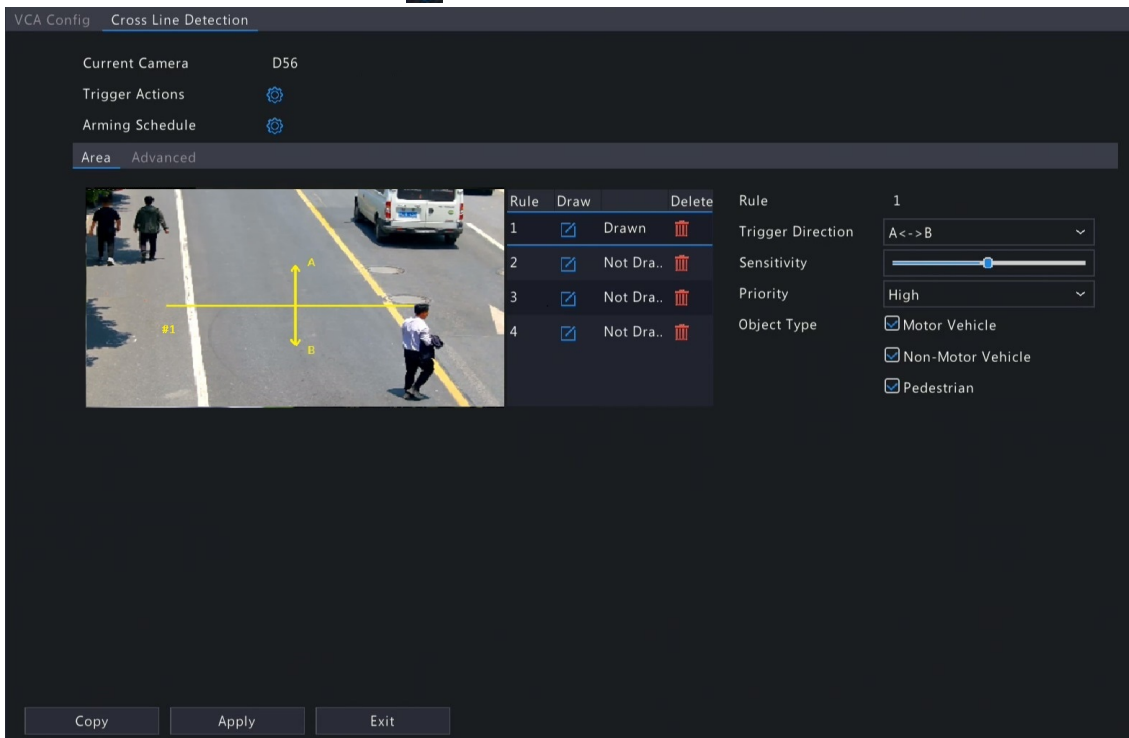 VCA Config Cross Line Detection
Current Camera D56
Trigger Actions
Arming Schedule
Area Advanced
A
#1
B
Rule Draw Delete
1 Drawn
2 Not Dra..
3 Not Dra..
4 Not Dra..
Rule 1
Trigger Direction A<->B
Sensitivity
Priority High
Object Type Motor Vehicle
Non-Motor Vehicle
Pedestrian
Copy Apply Exit